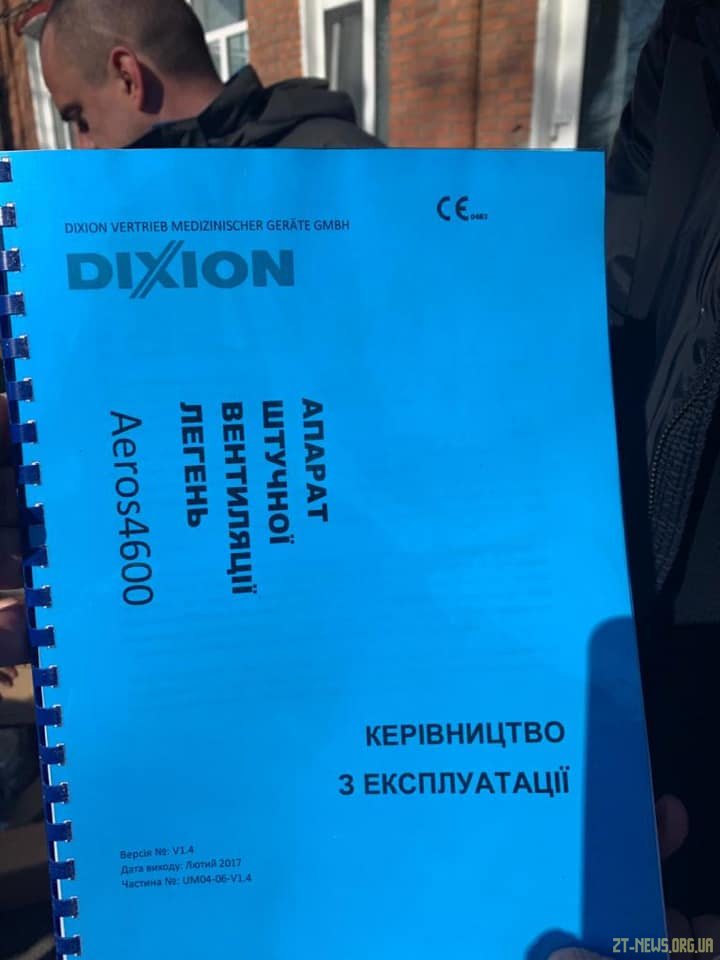 DIXION VERTRIEB MEDIZINISCHER GERÄTE GMBH
CE 0482
DIXION
АПАРАТ
ШТУЧНОЇ
ВЕНТИЛЯЦІЇ
ЛЕГЕНЬ
Aeros4600
КЕРІВНИЦТВО
З ЕКСПЛУАТАЦІЇ
Версія №: V1.4
Дата виходу: Лютий 2017
Частина №: UM04-06-V1.4
ZT-NEWS.ORG.UA